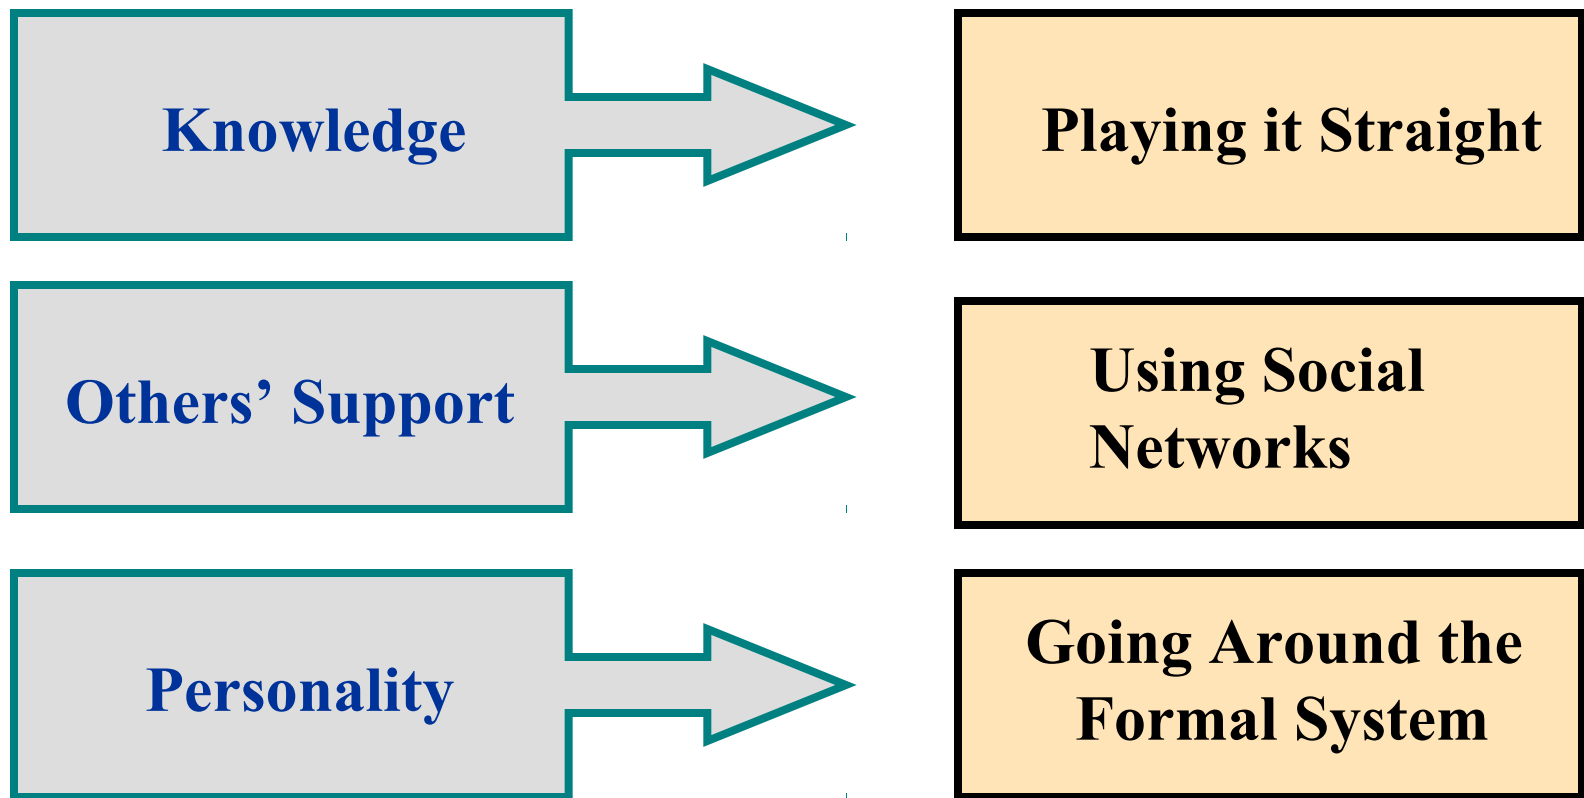 Knowledge
Playing it Straight
Others’ Support
Using Social
Networks
Personality
Going Around the
Formal System